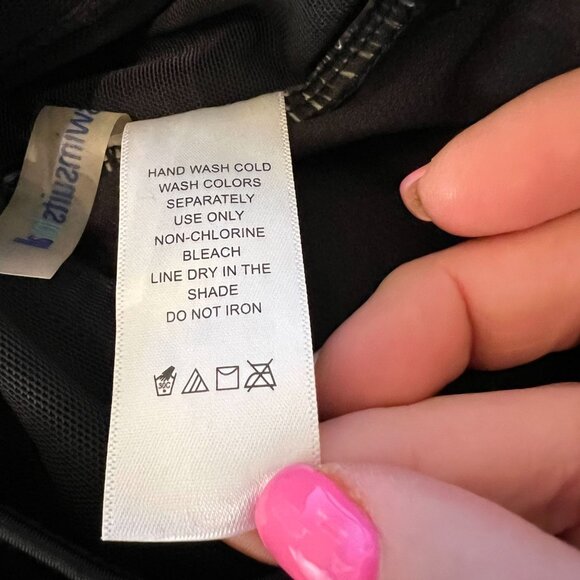 HAND WASH COLD
WASH COLORS
SEPARATELY
USE ONLY
NON-CHLORINE
BLEACH
LINE DRY IN THE
SHADE
DO NOT IRON
30C